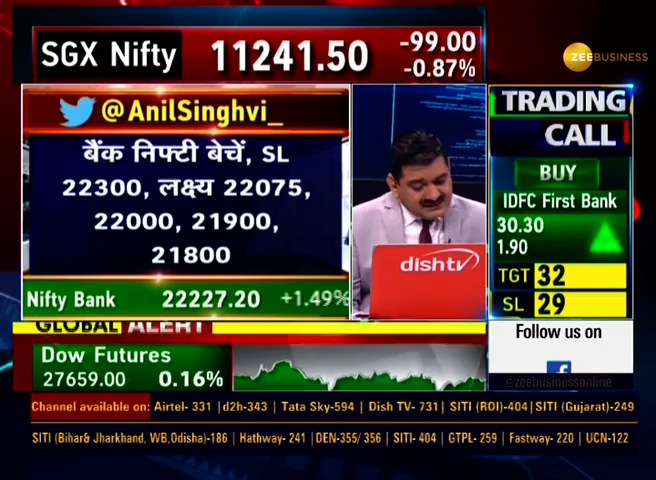 SGX Nifty 11241.50 -99.00
-0.87%
ZEE BUSINESS
@AnilSinghvi_
बैंक निफ्टी बेचें, SL
22300, लक्ष्य 22075,
22000, 21900,
21800
Nifty Bank 22227.20 +1.49%
dishtv
TRADING
CALL
BUY
IDFC First Bank
30.30
1.90
TGT 32
SL 29
GLOBAL ALERT
Dow Futures
27659.00 0.16%
Follow us on
@zeebusinessonline
Channel available on: Airtel- 331 | d2h-343 | Tata Sky-594 | Dish TV- 731 | SITI (ROI)-404 | SITI (Gujarat)-249
SITI (Bihar& Jharkhand, WB,Odisha)-186 | Hathway- 241 |DEN-355/ 356 | SITI- 404 | GTPL- 259 | Fastway- 220 | UCN-122